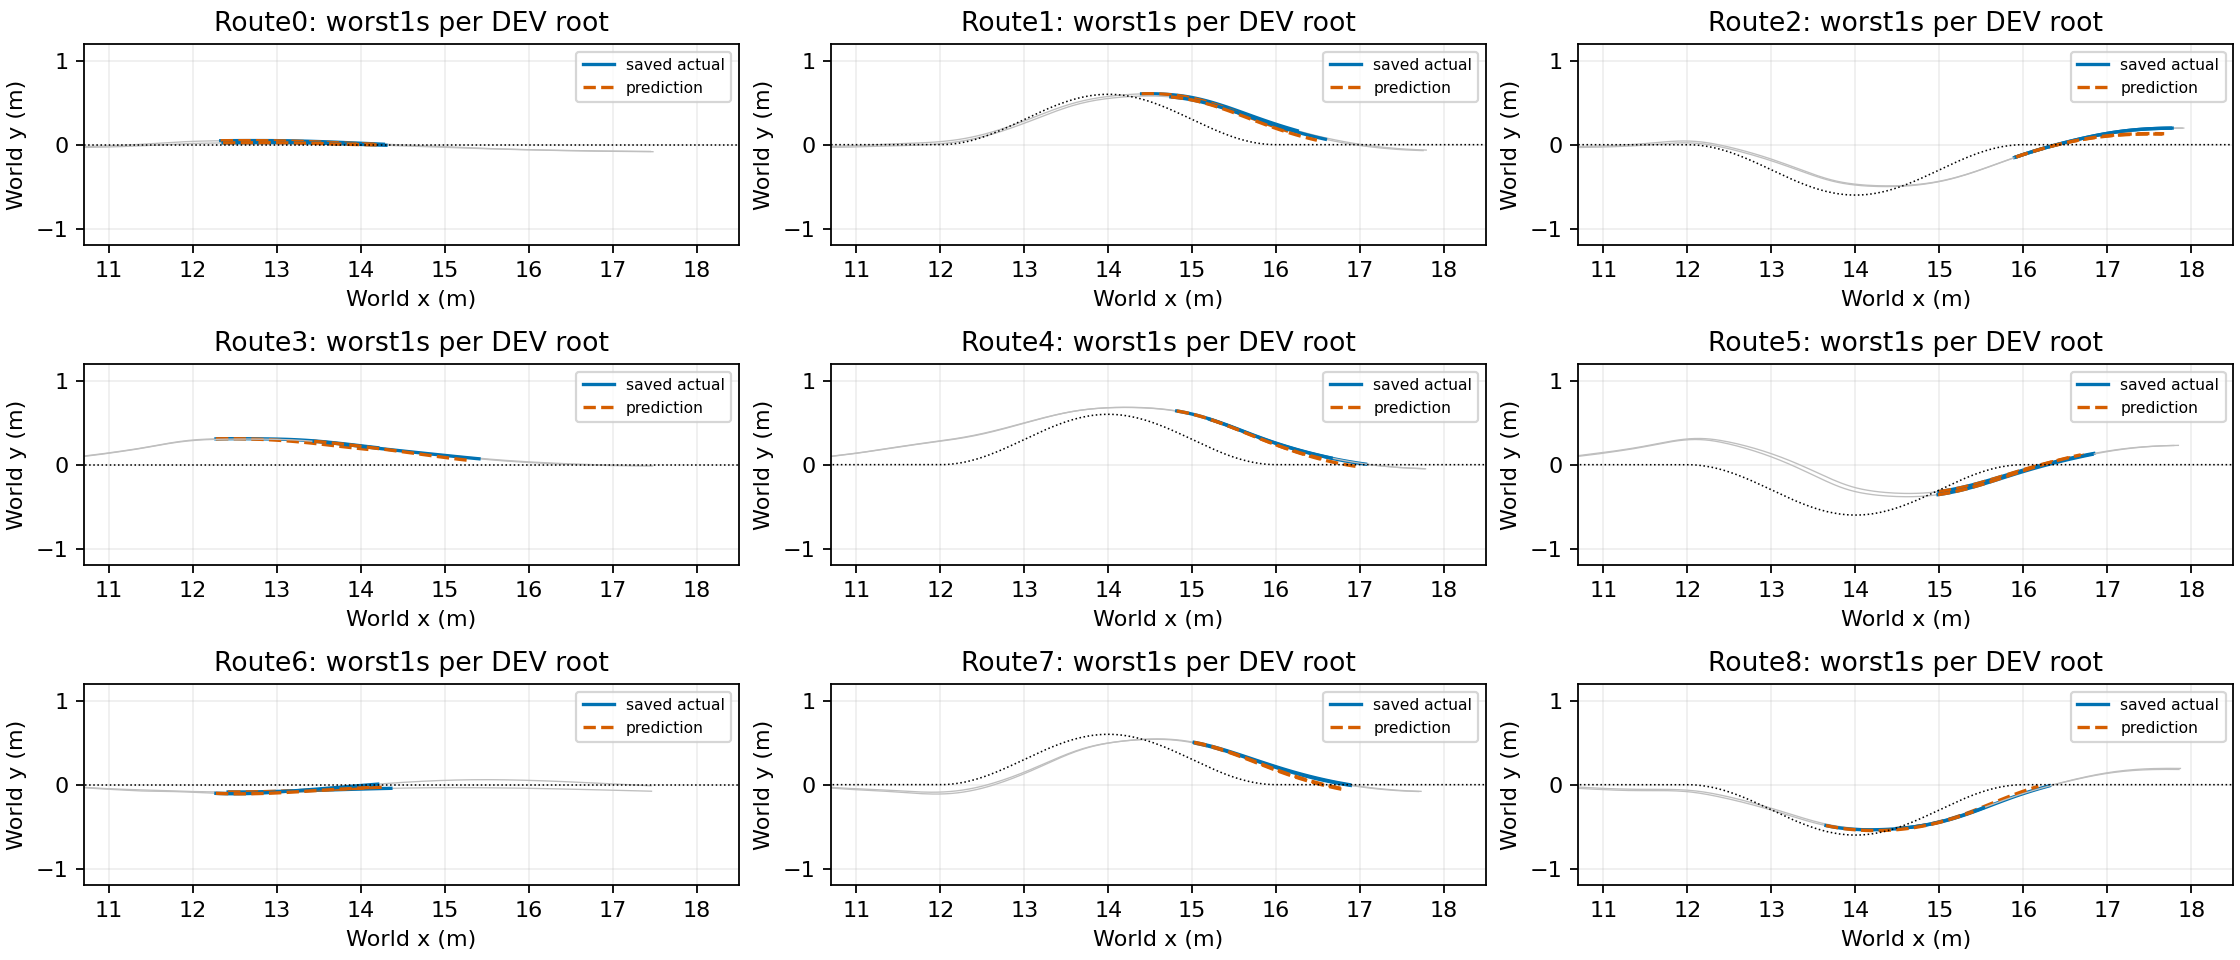 Route0: worst1s per DEV root
Route1: worst1s per DEV root
Route2: worst1s per DEV root
World y (m)
1
0
−1
saved actual
prediction
11 12 13 14 15 16 17 18
World x (m)
World y (m)
1
0
−1
saved actual
prediction
11 12 13 14 15 16 17 18
World x (m)
World y (m)
1
0
−1
saved actual
prediction
11 12 13 14 15 16 17 18
World x (m)
Route3: worst1s per DEV root
Route4: worst1s per DEV root
Route5: worst1s per DEV root
World y (m)
1
0
−1
saved actual
prediction
11 12 13 14 15 16 17 18
World x (m)
World y (m)
1
0
−1
saved actual
prediction
11 12 13 14 15 16 17 18
World x (m)
World y (m)
1
0
−1
saved actual
prediction
11 12 13 14 15 16 17 18
World x (m)
Route6: worst1s per DEV root
Route7: worst1s per DEV root
Route8: worst1s per DEV root
World y (m)
1
0
−1
saved actual
prediction
11 12 13 14 15 16 17 18
World x (m)
World y (m)
1
0
−1
saved actual
prediction
11 12 13 14 15 16 17 18
World x (m)
World y (m)
1
0
−1
saved actual
prediction
11 12 13 14 15 16 17 18
World x (m)